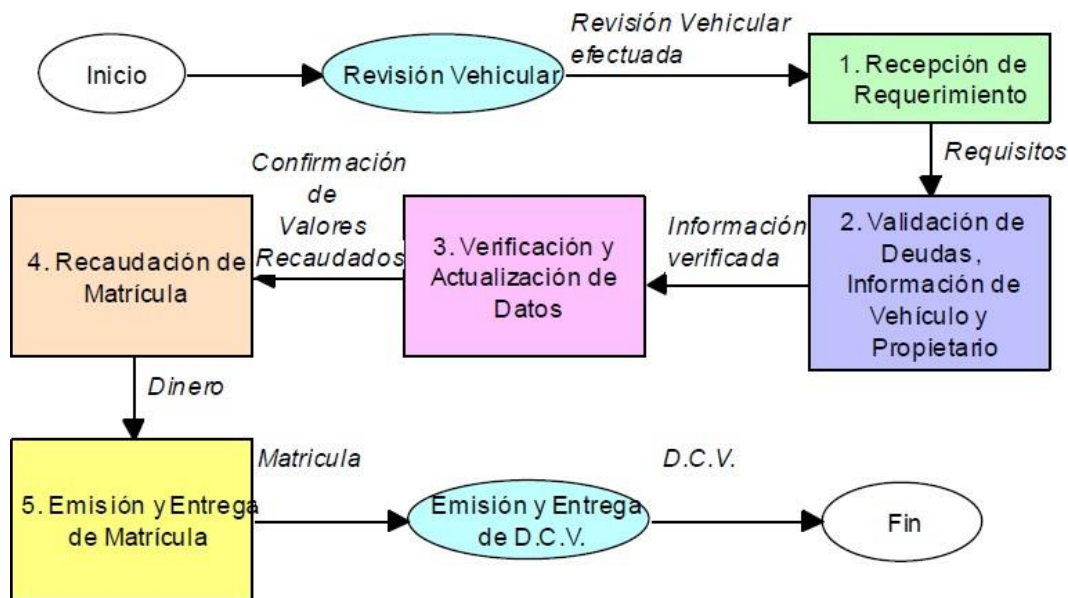 Inicio
Revisión Vehicular
Revisión Vehicular
efectuada
1. Recepción de
Requerimiento
Requisitos
2. Validación de
Deudas,
Información de
Vehículo y
Propietario
Información
verificada
3. Verificación y
Actualización de
Datos
Confirmación
de
Valores
Recaudados
4. Recaudación de
Matrícula
Dinero
5. Emisión y Entrega
de Matrícula
Matricula
Emisión y Entrega
de D.C.V.
D.C.V.
Fin